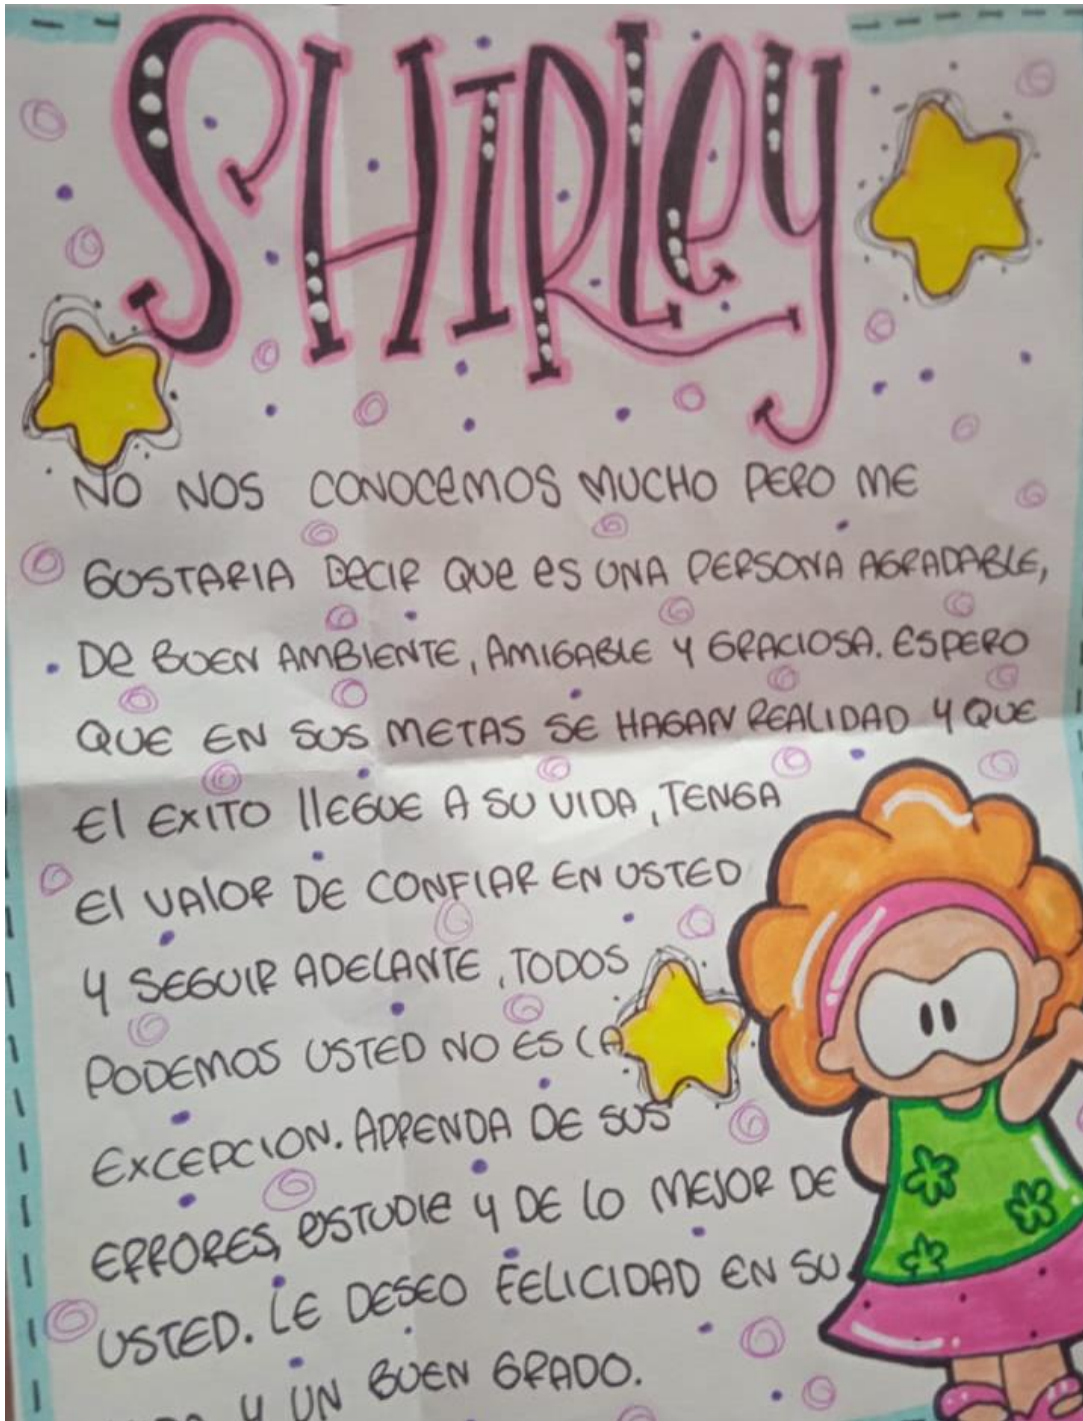 SHIRLEY
NO NOS CONOCEMOS MUCHO PERO ME
GUSTARIA DECIR QUE ES UNA PERSONA AGRADABLE,
DE BUEN AMBIENTE, AMIGABLE Y GRACIOSA. ESPERO
QUE EN SUS METAS SE HAGAN REALIDAD Y QUE
El EXITO llEGUE A SU VIDA, TENGA
El VAlOR DE CONFIAR EN USTED
Y SEGUIR ADELANTE, TODOS
PODEMOS USTED NO ES LA
EXCEPCION. APRENDA DE SUS
ERRORES, ESTUDIE Y DE LO MEJOR DE
USTED. LE DESEO FELICIDAD EN SU
Y UN BUEN GRADO.